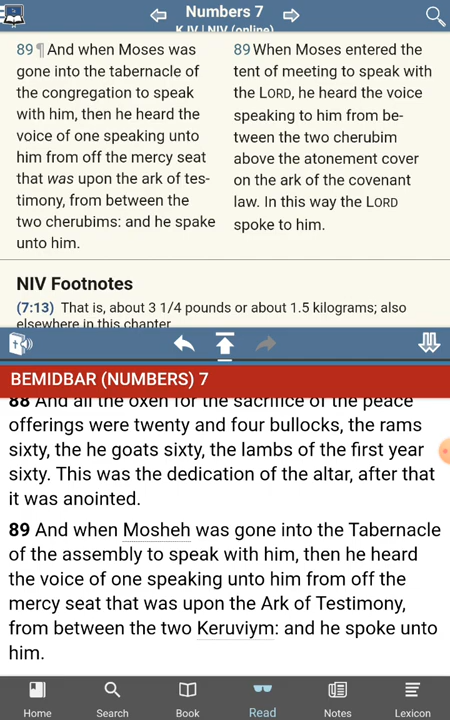 Numbers 7
KJV | NIV (online)
89 ¶ And when Moses was
gone into the tabernacle of
the congregation to speak
with him, then he heard the
voice of one speaking unto
him from off the mercy seat
that was upon the ark of tes-
timony, from between the
two cherubims: and he spake
unto him.
89 When Moses entered the
tent of meeting to speak with
the LORD, he heard the voice
speaking to him from be-
tween the two cherubim
above the atonement cover
on the ark of the covenant
law. In this way the LORD
spoke to him.
NIV Footnotes
(7:13) That is, about 3 1/4 pounds or about 1.5 kilograms; also
elsewhere in this chapter
BEMIDBAR (NUMBERS) 7
88 And all the oxen for the sacrifice of the peace
offerings were twenty and four bullocks, the rams
sixty, the he goats sixty, the lambs of the first year
sixty. This was the dedication of the altar, after that
it was anointed.
89 And when Mosheh was gone into the Tabernacle
of the assembly to speak with him, then he heard
the voice of one speaking unto him from off the
mercy seat that was upon the Ark of Testimony,
from between the two Keruviym: and he spoke unto
him.
Home Search Book Read Notes Lexicon